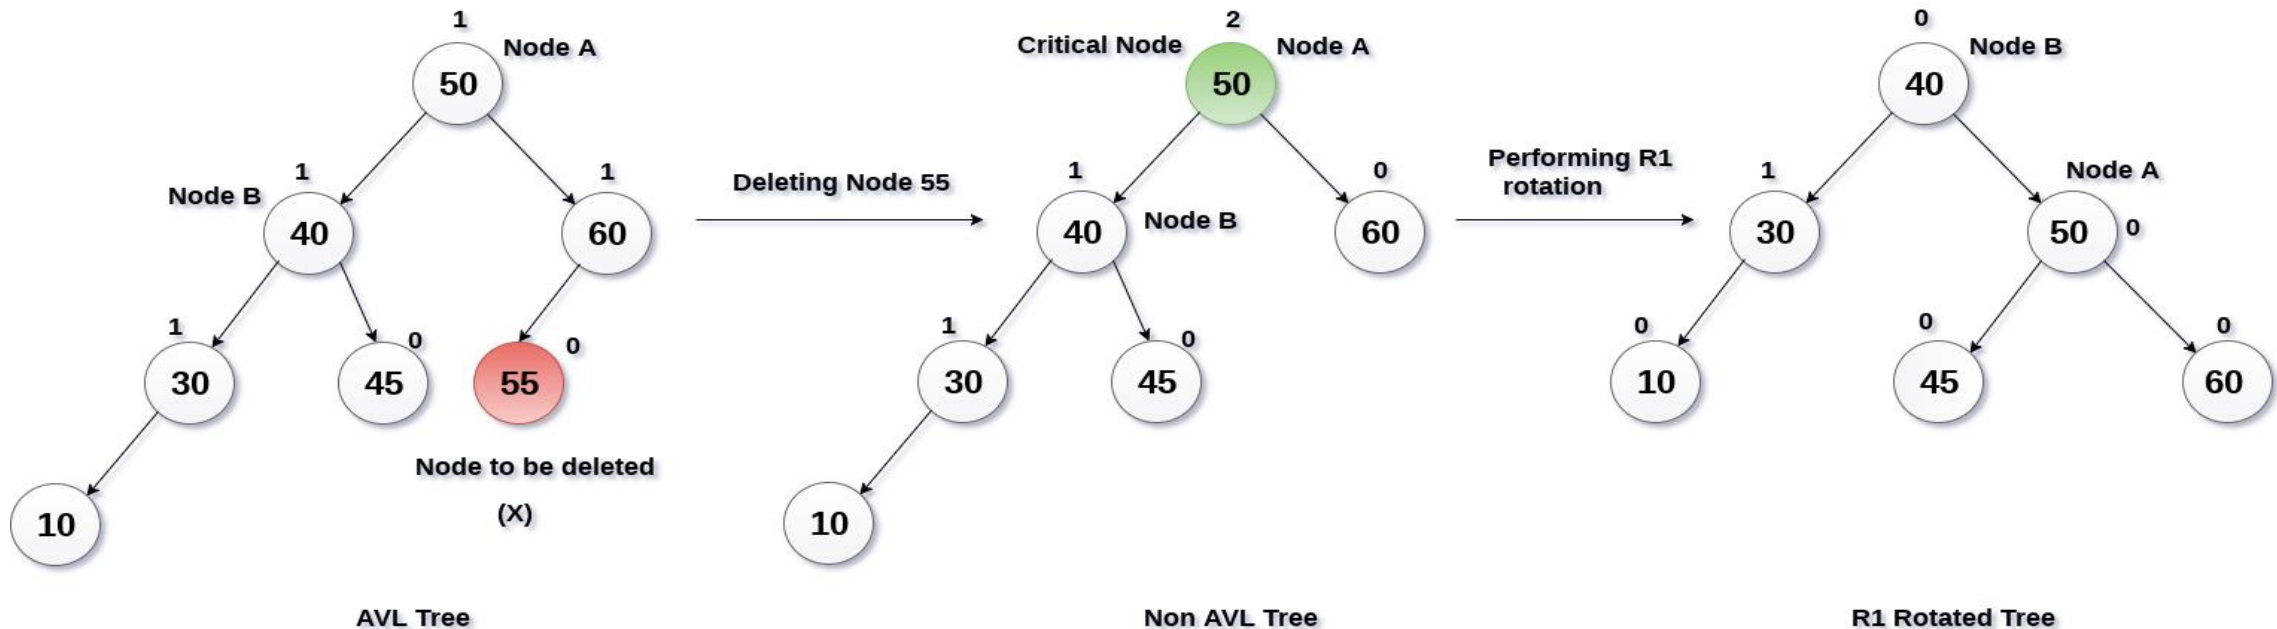 1
Node A
50
1
Node B
40
1
60
1
30
0
45
55
0
10
Node to be deleted
(X)
AVL Tree
Deleting Node 55
2
Critical Node
Node A
50
1
40
Node B
0
60
1
30
0
45
10
Non AVL Tree
Performing R1
rotation
0
Node B
40
1
30
Node A
50
0
0
10
0
45
0
60
R1 Rotated Tree